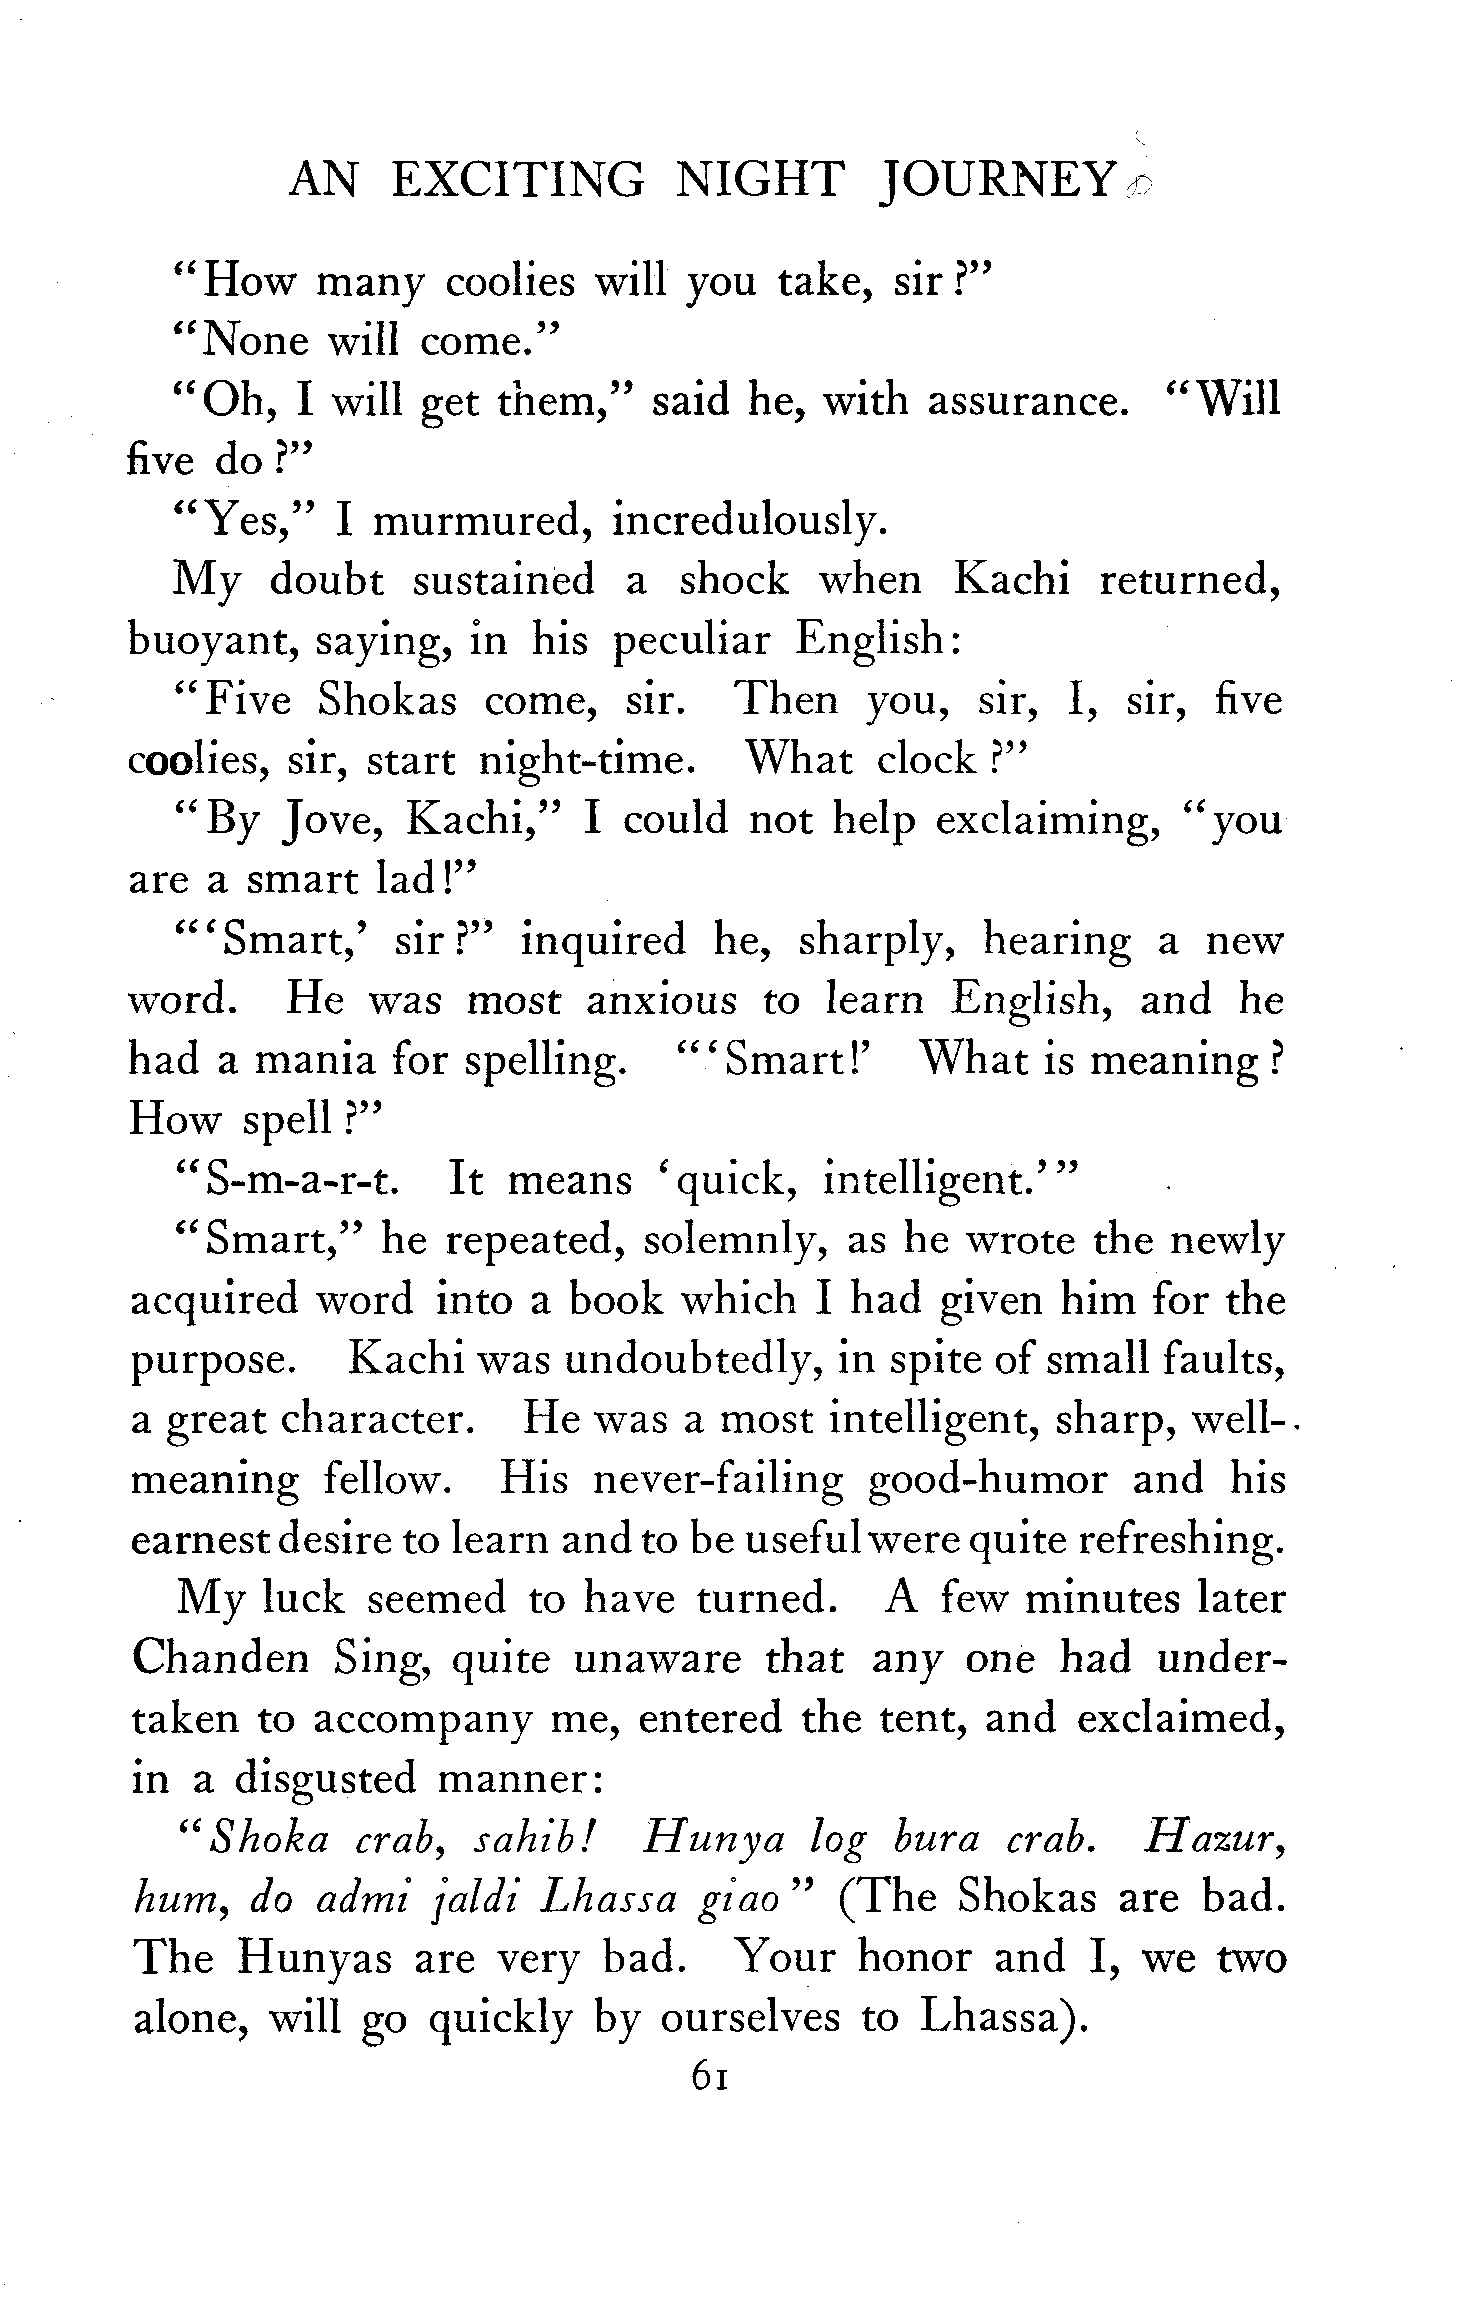 AN EXCITING NIGHT JOURNEY
"How many coolies will you take, sir?"
"None will come."
"Oh, I will get them," said he, with assurance. "Will
five do?"
"Yes," I murmured, incredulously.
My doubt sustained a shock when Kachi returned,
buoyant, saying, in his peculiar English:
"Five Shokas come, sir. Then you, sir, I, sir, five
coolies, sir, start night-time. What clock?"
"By Jove, Kachi," I could not help exclaiming, "you
are a smart lad!"
"'Smart,' sir?" inquired he, sharply, hearing a new
word. He was most anxious to learn English, and he
had a mania for spelling. "'Smart!' What is meaning?
How spell?"
"S-m-a-r-t. It means 'quick, intelligent.'"
"Smart," he repeated, solemnly, as he wrote the newly
acquired word into a book which I had given him for the
purpose. Kachi was undoubtedly, in spite of small faults,
a great character. He was a most intelligent, sharp, well-
meaning fellow. His never-failing good-humor and his
earnest desire to learn and to be useful were quite refreshing.
My luck seemed to have turned. A few minutes later
Chanden Sing, quite unaware that any one had under-
taken to accompany me, entered the tent, and exclaimed,
in a disgusted manner:
"Shoka crab, sahib! Hunya log bura crab. Hazur,
hum, do admi jaldi Lhassa giao" (The Shokas are bad.
The Hunyas are very bad. Your honor and I, we two
alone, will go quickly by ourselves to Lhassa).
61